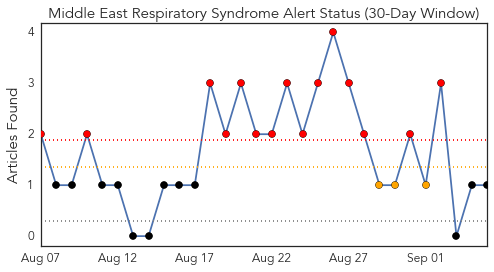 Middle East Respiratory Syndrome Alert Status (30-Day Window)
Articles Found
4
3
2
1
0
Aug 07 Aug 12 Aug 17 Aug 22 Aug 27 Sep 01